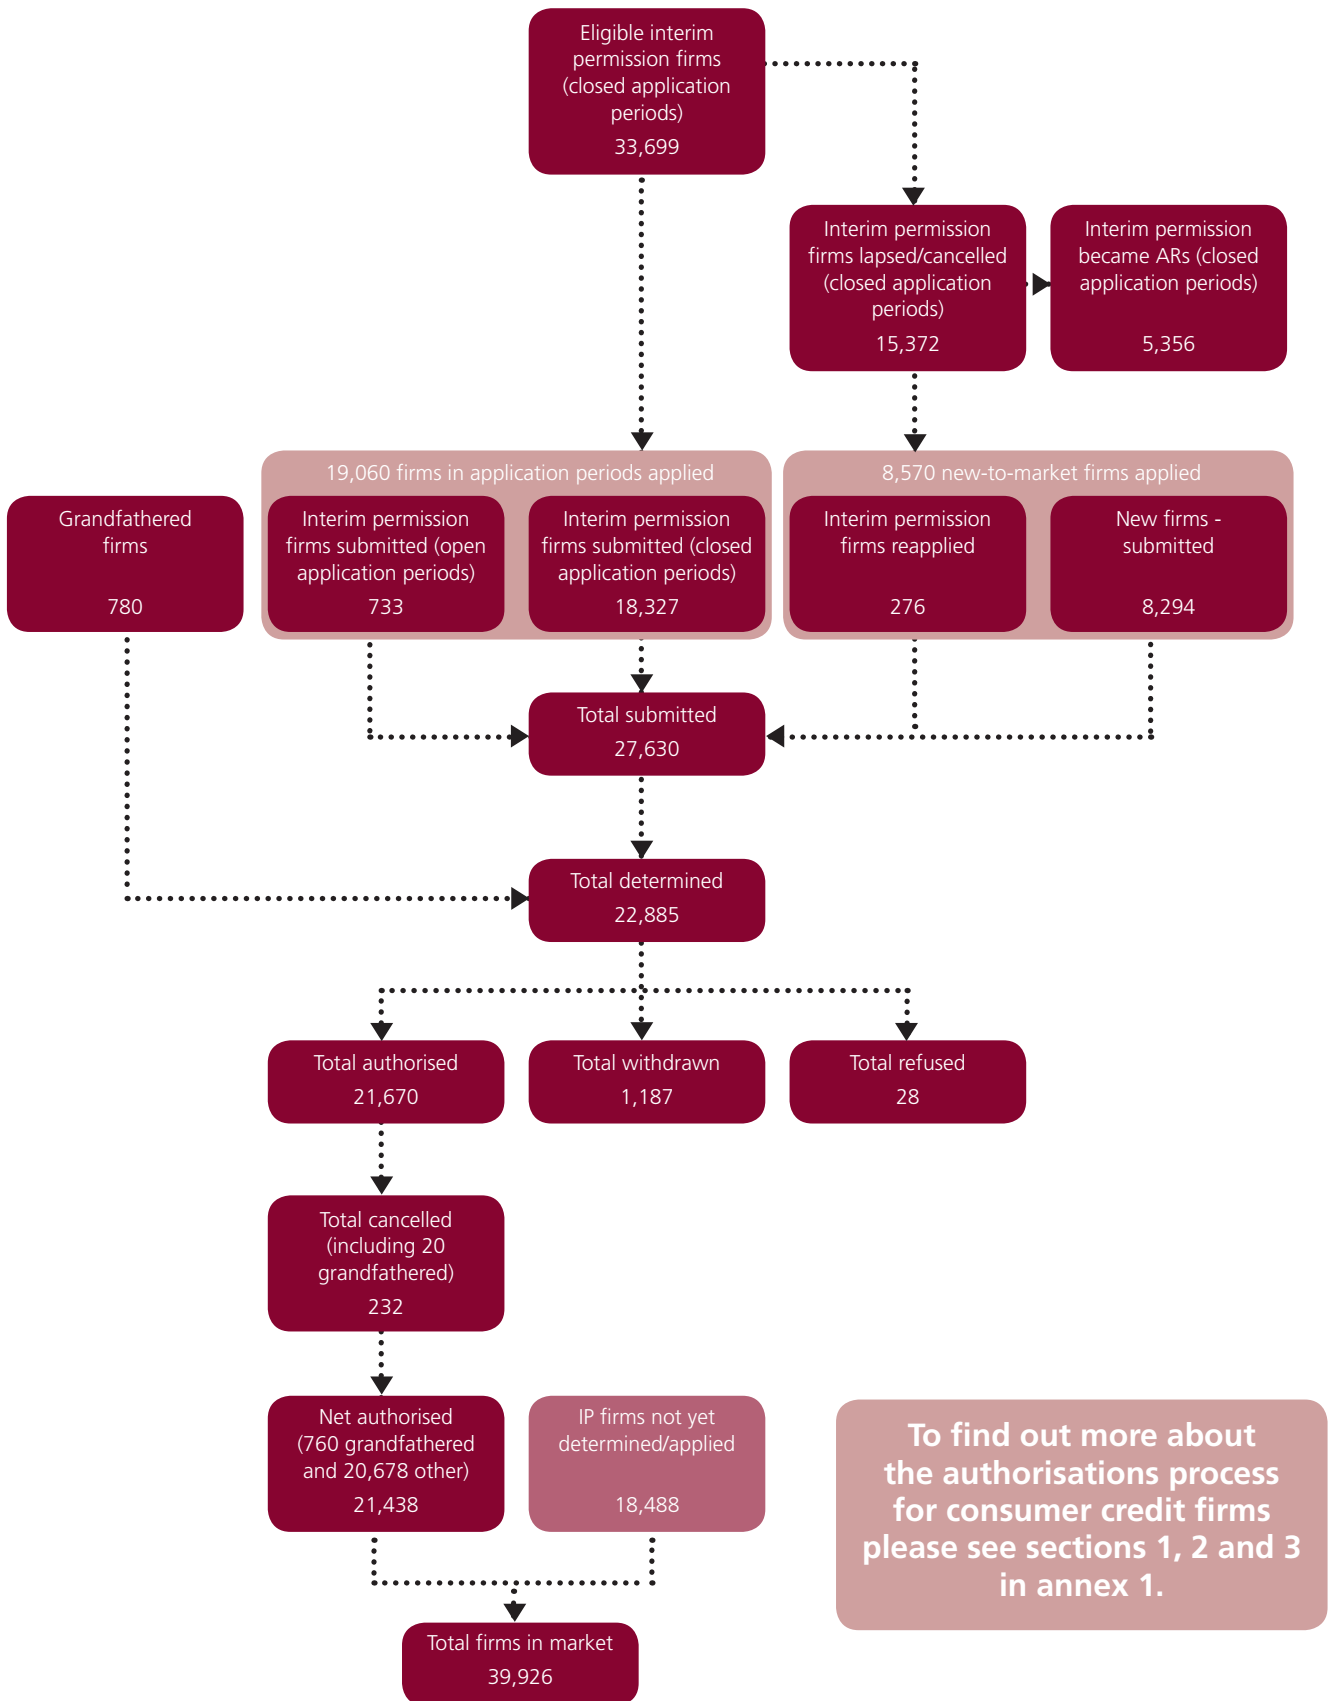 Eligible interim
permission firms
(closed application
periods)
33,699
Interim permission
firms lapsed/cancelled
(closed application
periods)
15,372
Interim permission
became ARs (closed
application periods)
5,356
19,060 firms in application periods applied
8,570 new-to-market firms applied
Grandfathered
firms
780
Interim permission
firms submitted (open
application periods)
733
Interim permission
firms submitted (closed
application periods)
18,327
Interim permission
firms reapplied
276
New firms -
submitted
8,294
Total submitted
27,630
Total determined
22,885
Total authorised
21,670
Total withdrawn
1,187
Total refused
28
Total cancelled
(including 20
grandfathered)
232
Net authorised
(760 grandfathered
and 20,678 other)
21,438
IP firms not yet
determined/applied
18,488
To find out more about
the authorisations process
for consumer credit firms
please see sections 1, 2 and 3
in annex 1.
Total firms in market
39,926